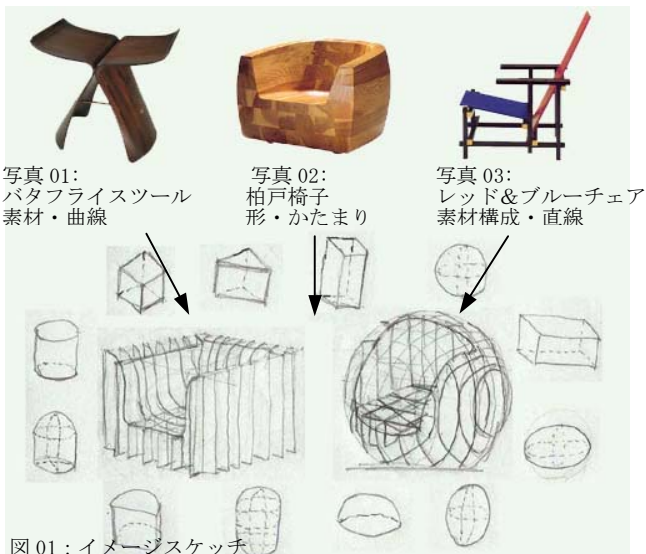 写真 01:
バタフライスツール
素材・曲線
写真 02:
柏戸椅子
形・かたまり
写真 03:
レッド＆ブルーチェア
素材構成・直線
図 01：イメージスケッチ